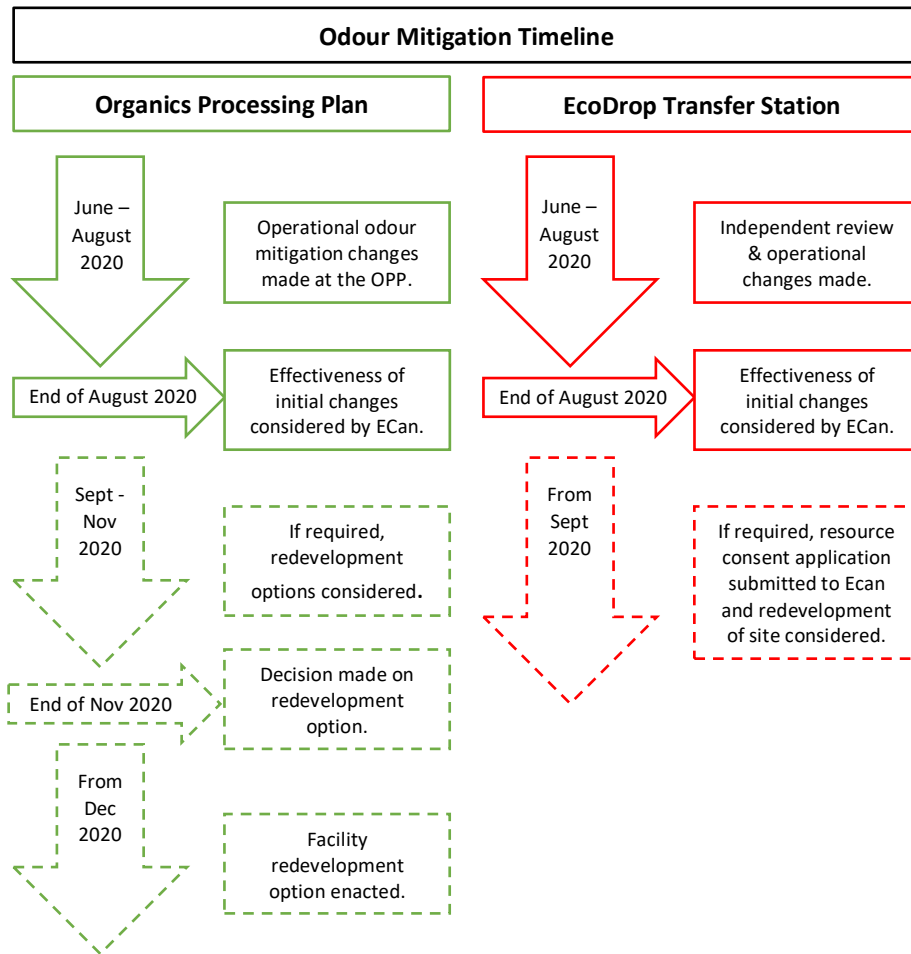 Odour Mitigation Timeline
Organics Processing Plan
June –
August
2020
Operational odour
mitigation changes
made at the OPP.
End of August 2020
Effectiveness of
initial changes
considered by ECan.
Sept -
Nov
2020
If required,
redevelopment
options considered.
End of Nov 2020
Decision made on
redevelopment
option.
From
Dec
2020
Facility
redevelopment
option enacted.
EcoDrop Transfer Station
June –
August
2020
Independent review
& operational
changes made.
End of August 2020
Effectiveness of
initial changes
considered by ECan.
From
Sept
2020
If required, resource
consent application
submitted to Ecan
and redevelopment
of site considered.